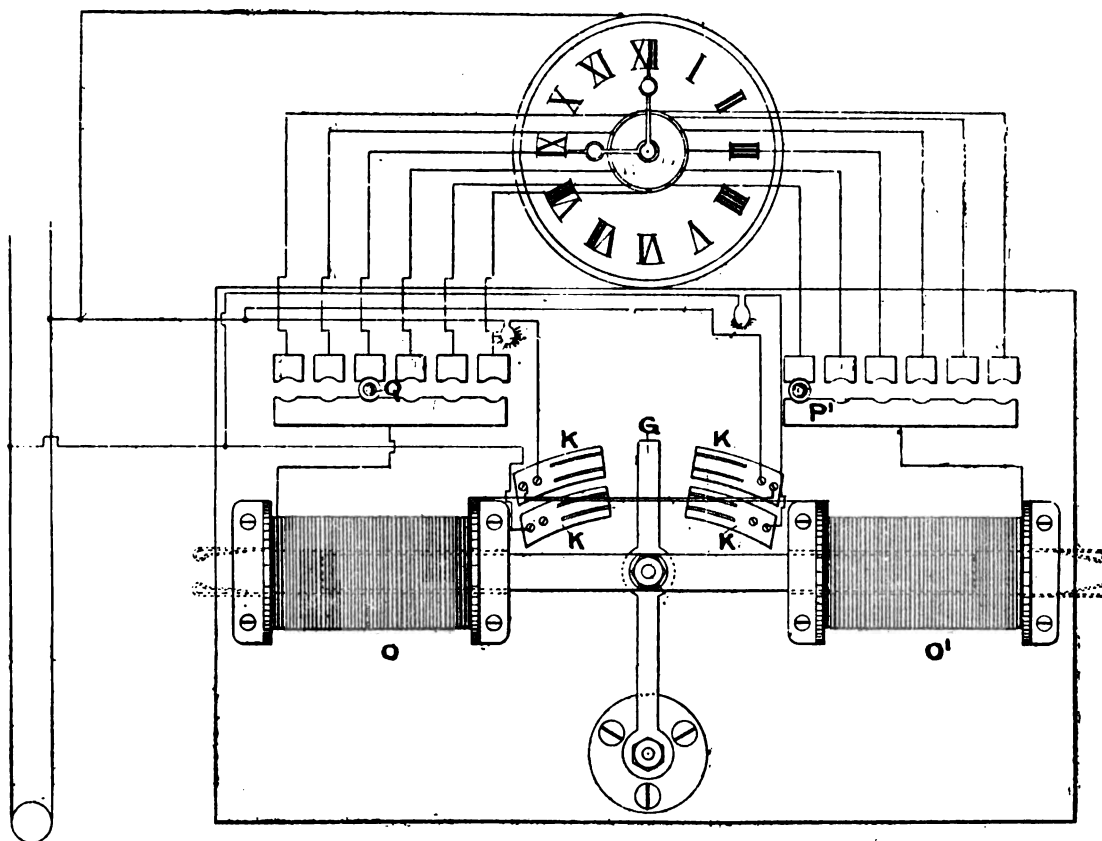 XII
XI I
X II
IX III
VIII IIII
VII V
VI
Q P'
K G K
K K
O O'